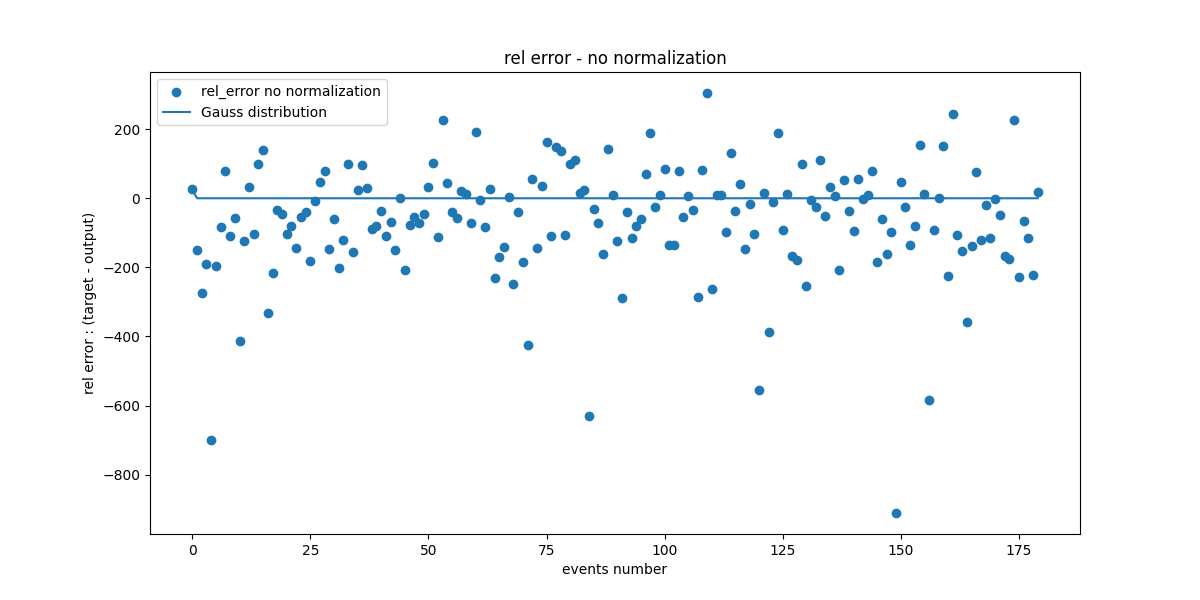 rel error - no normalization
rel_error no normalization
Gauss distribution
rel error : (target - output)
200
0
−200
−400
−600
−800
0 25 50 75 100 125 150 175
events number